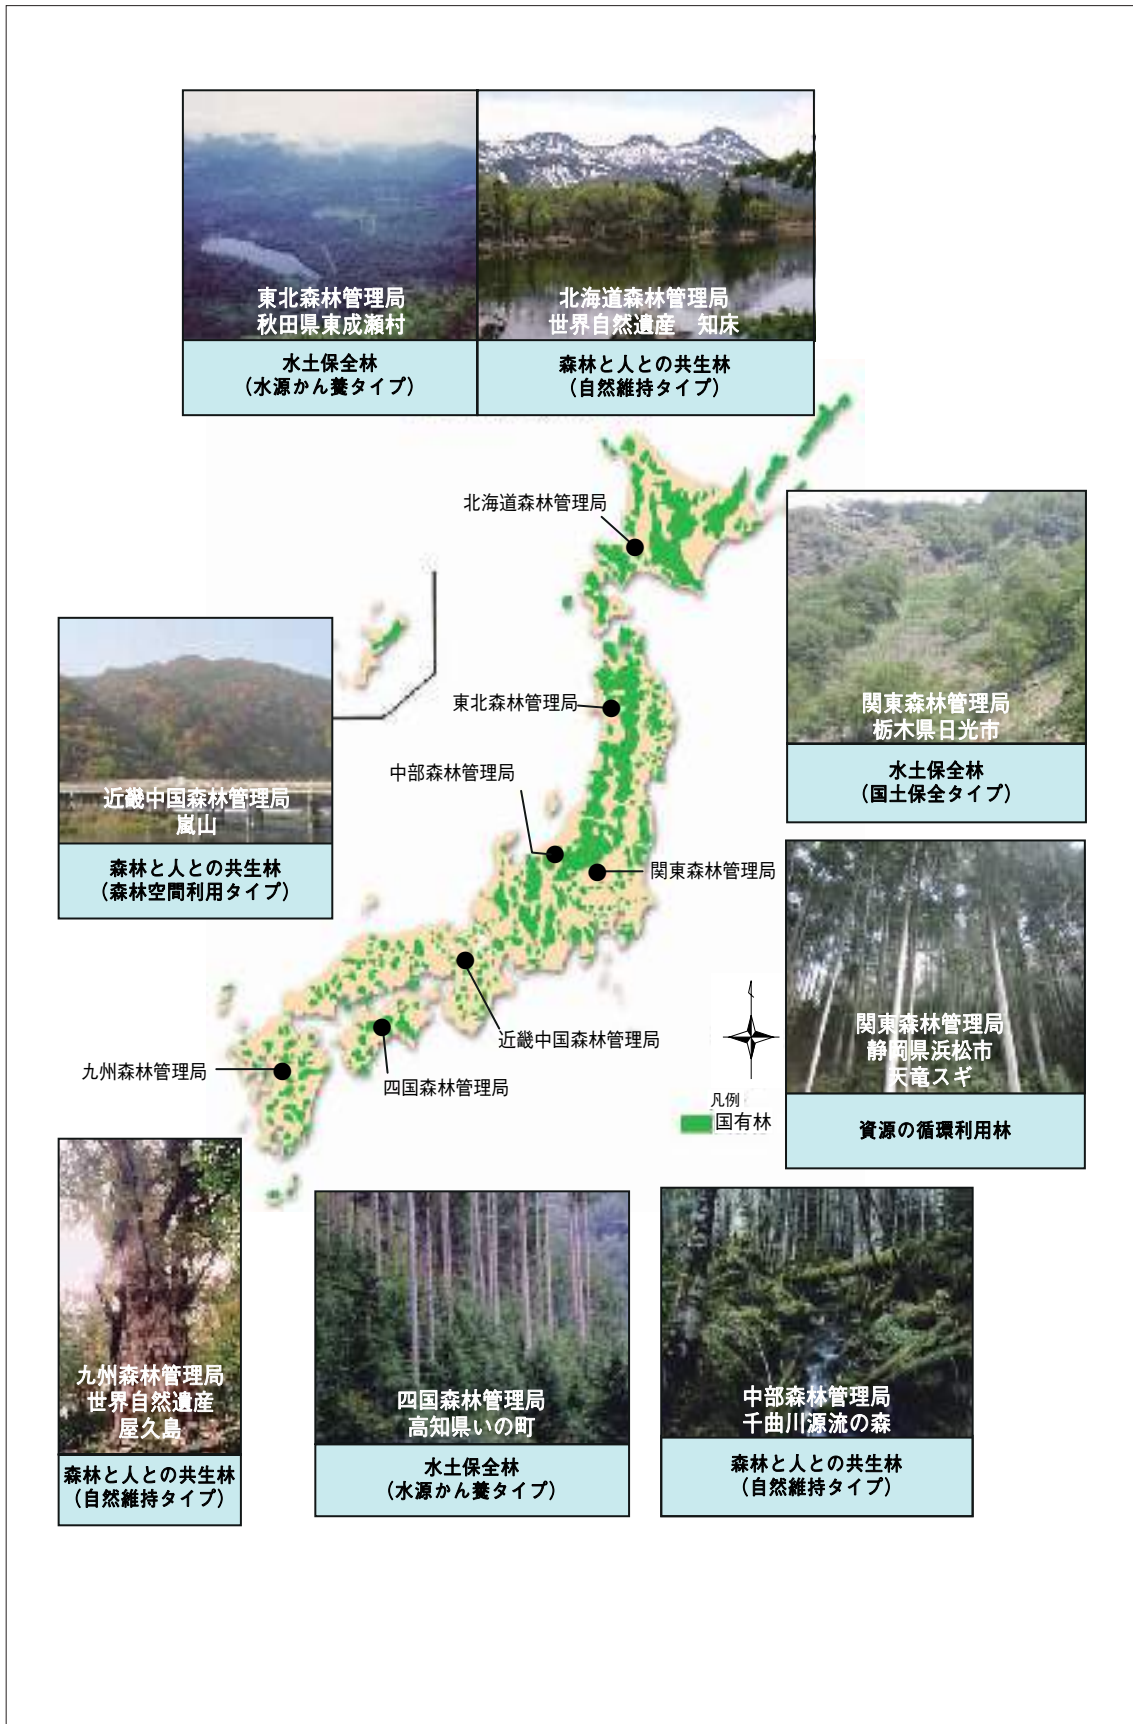 東北森林管理局
秋田県東成瀬村
水土保全林
（水源かん養タイプ）
北海道森林管理局
世界自然遺産　知床
森林と人との共生林
（自然維持タイプ）
北海道森林管理局
関東森林管理局
栃木県日光市
水土保全林
（国土保全タイプ）
近畿中国森林管理局
嵐山
森林と人との共生林
（森林空間利用タイプ）
東北森林管理局
中部森林管理局
関東森林管理局
関東森林管理局
静岡県浜松市
天竜スギ
資源の循環利用林
近畿中国森林管理局
四国森林管理局
九州森林管理局
凡例
国有林
九州森林管理局
世界自然遺産
屋久島
森林と人との共生林
（自然維持タイプ）
四国森林管理局
高知県いの町
水土保全林
（水源かん養タイプ）
中部森林管理局
千曲川源流の森
森林と人との共生林
（自然維持タイプ）